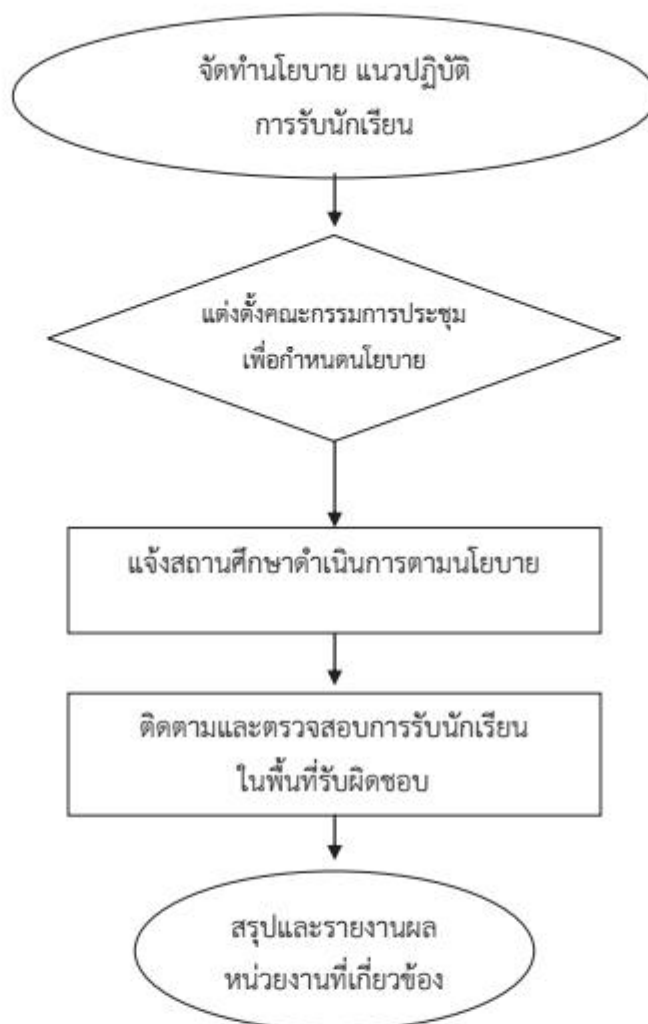 จัดทำนโยบาย แนวปฏิบัติ
การรับนักเรียน
แต่งตั้งคณะกรรมการประชุม
เพื่อกำหนดนโยบาย
แจ้งสถานศึกษาดำเนินการตามนโยบาย
ติดตามและตรวจสอบการรับนักเรียน
ในพื้นที่รับผิดชอบ
สรุปและรายงานผล
หน่วยงานที่เกี่ยวข้อง